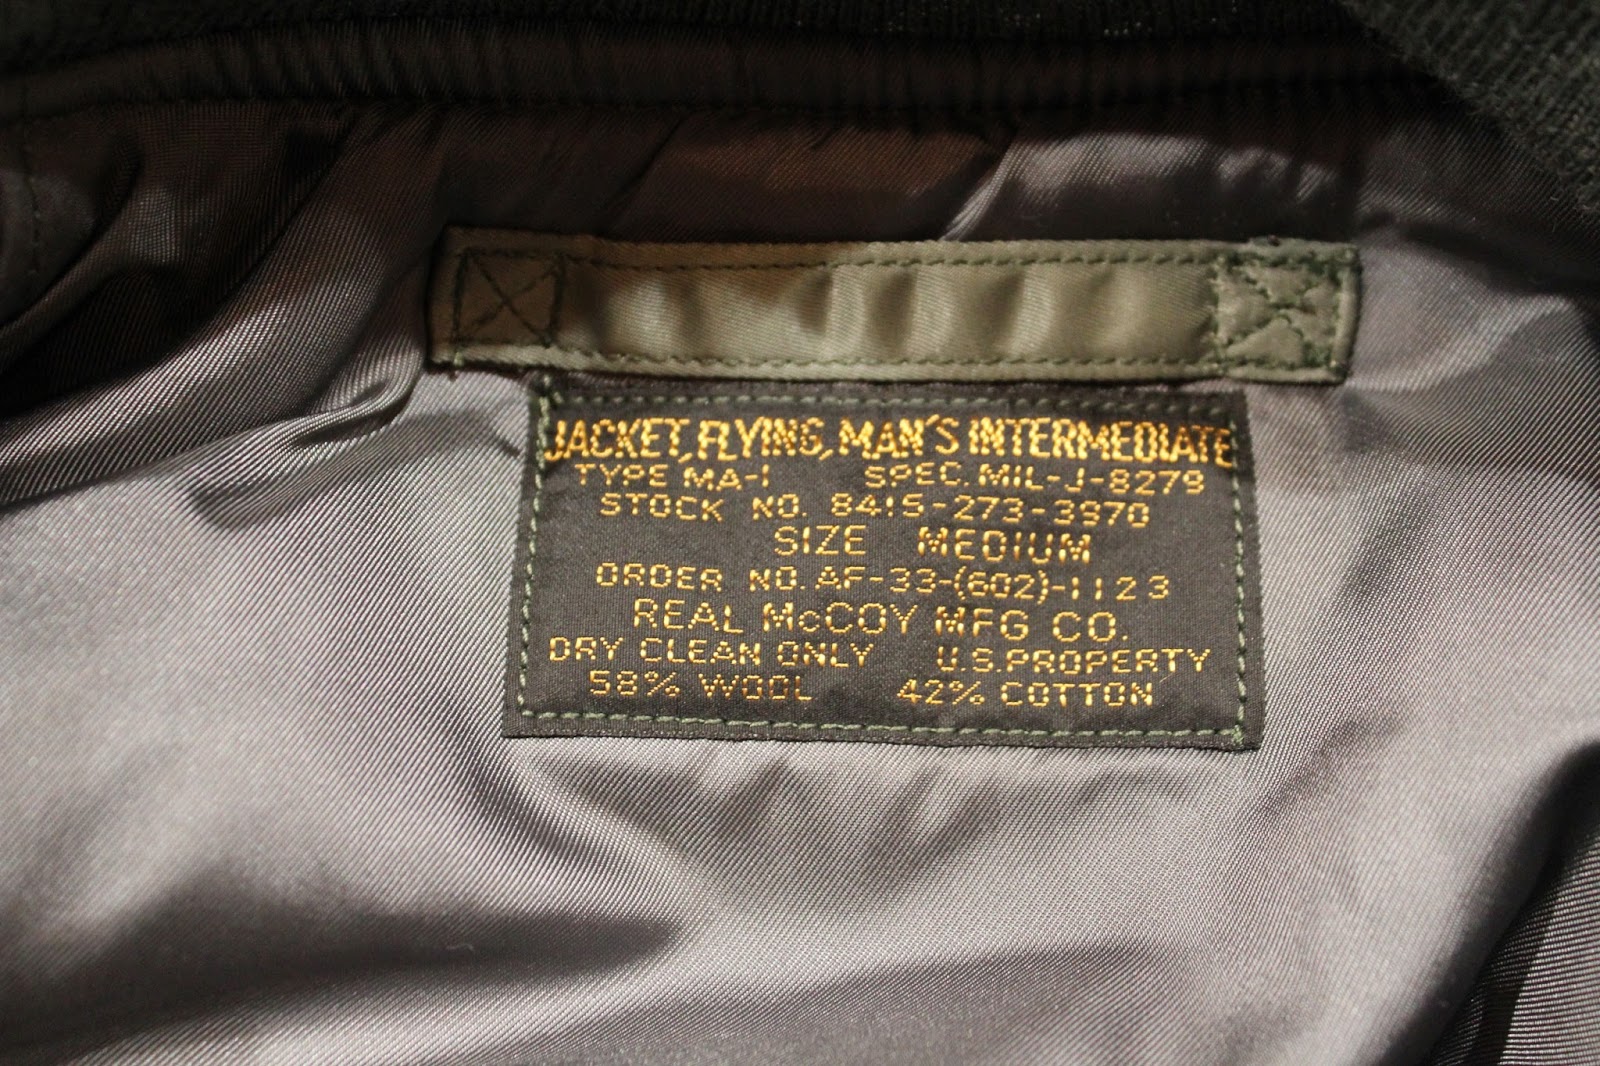 JACKET, FLYING, MAN'S INTERMEDIATE
TYPE MA-1 SPEC. MIL-J-8279
STOCK NO. 8415-273-3970
SIZE MEDIUM
ORDER NO. AF-33-(602)-1123
REAL McCOY MFG CO.
DRY CLEAN ONLY U.S. PROPERTY
58% WOOL 42% COTTON